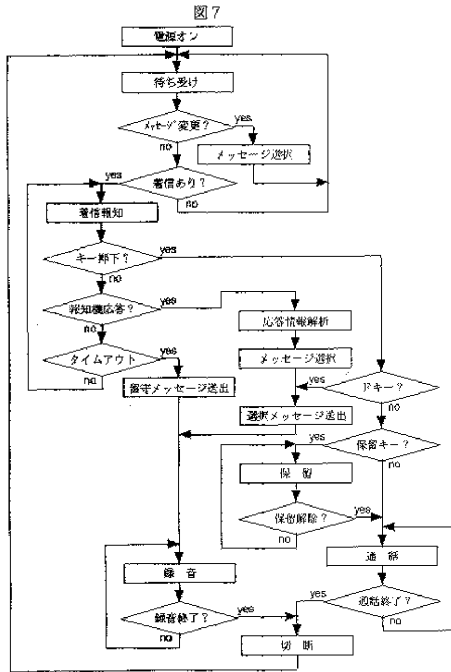 図７
電源オン
待ち受け
メッセージ変更？
yes
no
メッセージ選択
yes
着信あり？
no
着信報知
キー押下？
yes
no
報知機応答？
yes
no
応答情報解析
タイムアウト
yes
no
メッセージ選択
留守メッセージ送出
yes
ドキー？
no
選択メッセージ送出
yes
保留キー？
no
保 留
保留解除？
yes
no
録 音
通 話
録音終了？
yes
no
yes
通話終了？
no
切 断